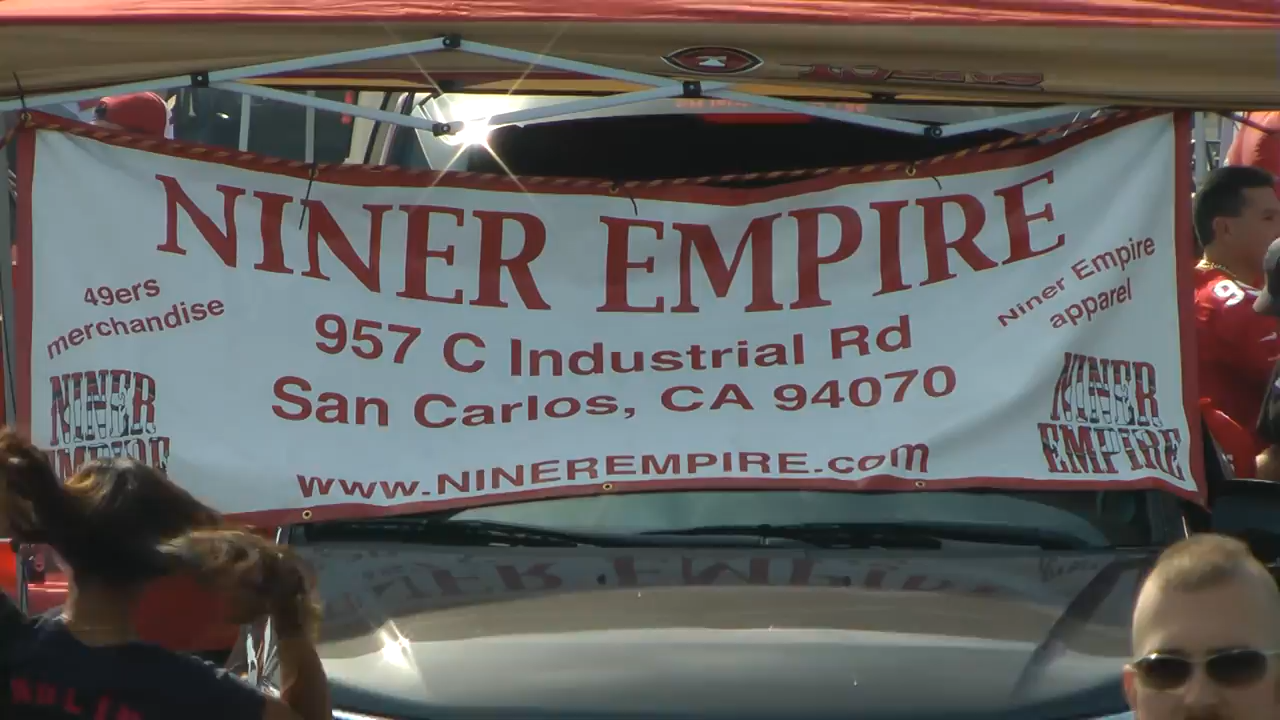 NINER EMPIRE
49ers
merchandise
Niner Empire
apparel
957 C Industrial Rd
San Carlos, CA 94070
www.NINEREMPIRE.com
NINER
EMPIRE
NINER
EMPIRE
9